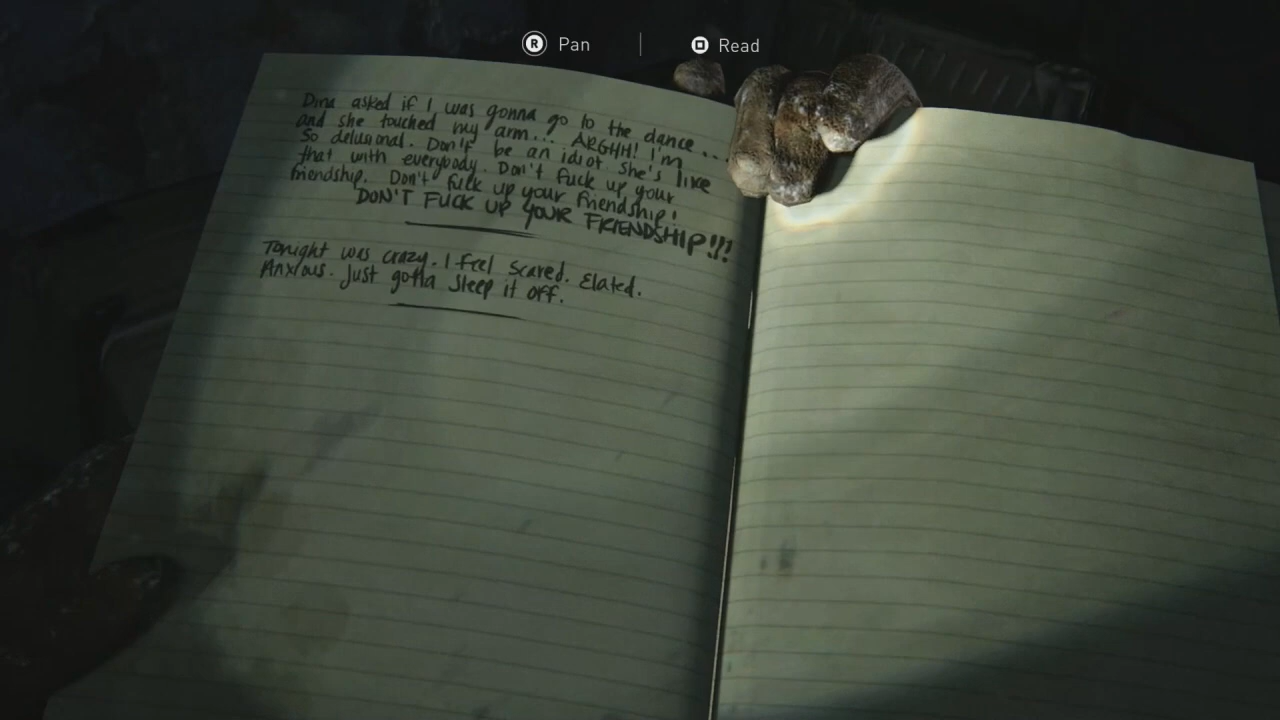 R Pan | Read
Dina asked if I was gonna go to the dance...
and she touched my arm... ARGHH! I'm
so delusional. Don't be an idiot. She's like
that with everybody. Don't fuck up your
friendship. Don't fuck up your friendship!
DON'T FUCK UP YOUR FRIENDSHIP!!!
Tonight was crazy. I feel scared. Elated.
Anxious. Just gotta sleep it off.